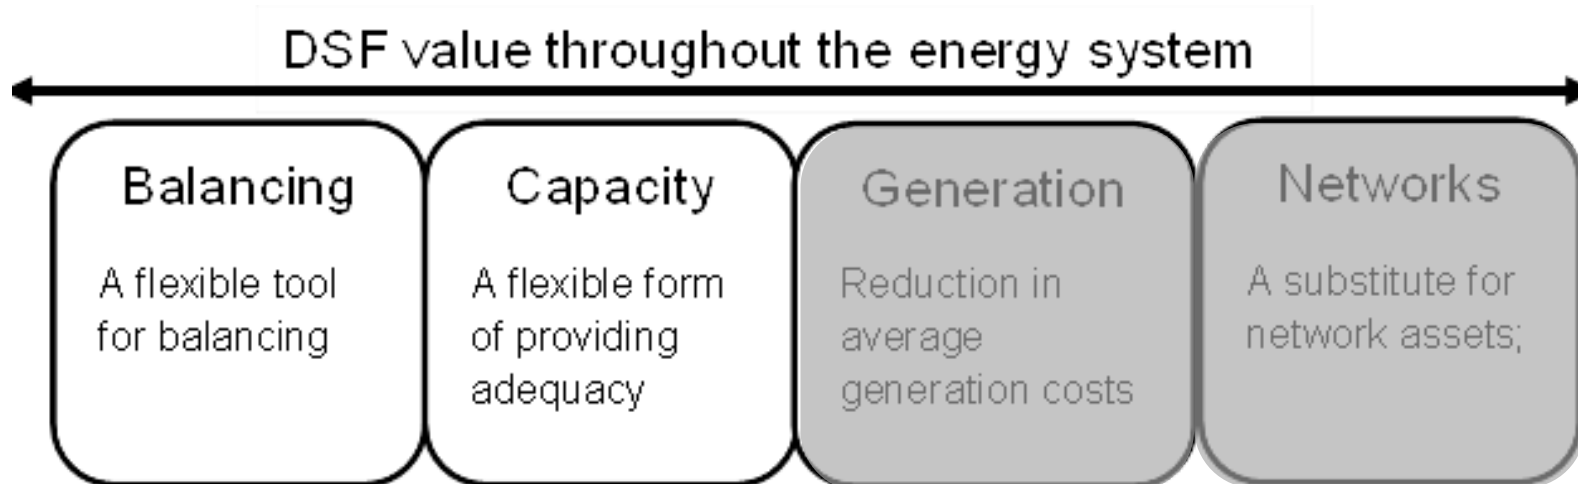 DSF value throughout the energy system
Balancing
A flexible tool
for balancing
Capacity
A flexible form
of providing
adequacy
Generation
Reduction in
average
generation costs
Networks
A substitute for
network assets;